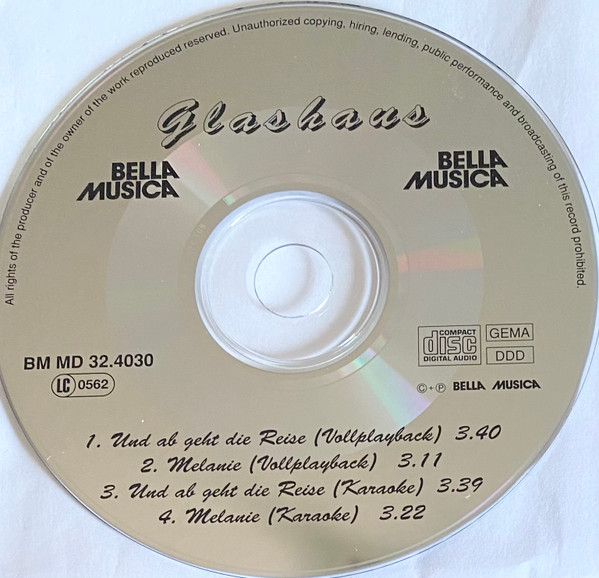 All rights of the producer and of the owner of the work reproduced reserved. Unauthorized copying, hiring, lending, public performance and broadcasting of this record prohibited.
Glashaus
BELLA
MUSICA
BELLA
MUSICA
BM MD 32.4030
LC 0562
COMPACT
disc
DIGITAL AUDIO
GEMA
DDD
©+℗ BELLA MUSICA
1. Und ab geht die Reise (Vollplayback) 3.40
2. Melanie (Vollplayback) 3.11
3. Und ab geht die Reise (Karaoke) 3.39
4. Melanie (Karaoke) 3.22